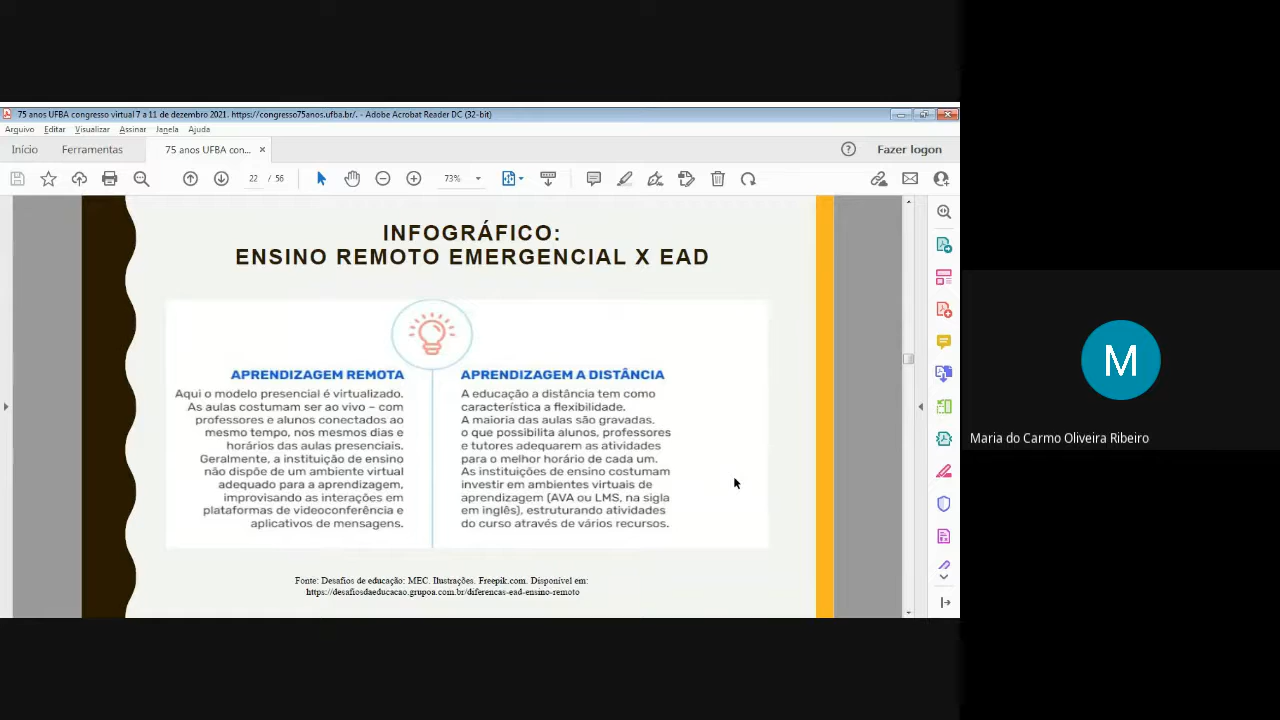 75 anos UFBA congresso virtual 7 a 11 de dezembro 2021. https://congresso75anos.ufba.br/. - Adobe Acrobat Reader DC (32-bit)
Arquivo Editar Visualizar Assinar Janela Ajuda
Início Ferramentas 75 anos UFBA con... × Fazer logon
22 / 56 73%
INFOGRÁFICO:
ENSINO REMOTO EMERGENCIAL X EAD
APRENDIZAGEM REMOTA
Aqui o modelo presencial é virtualizado.
As aulas costumam ser ao vivo – com
professores e alunos conectados ao
mesmo tempo, nos mesmos dias e
horários das aulas presenciais.
Geralmente, a instituição de ensino
não dispõe de um ambiente virtual
adequado para a aprendizagem,
improvisando as interações em
plataformas de videoconferência e
aplicativos de mensagens.
APRENDIZAGEM A DISTÂNCIA
A educação a distância tem como
característica a flexibilidade.
A maioria das aulas são gravadas.
o que possibilita alunos, professores
e tutores adequarem as atividades
para o melhor horário de cada um.
As instituições de ensino costumam
investir em ambientes virtuais de
aprendizagem (AVA ou LMS, na sigla
em inglês), estruturando atividades
do curso através de vários recursos.
Fonte: Desafios de educação: MEC. Ilustrações. Freepik.com. Disponível em:
https://desafiosdaeducacao.grupoa.com.br/diferencas-ead-ensino-remoto
M
Maria do Carmo Oliveira Ribeiro